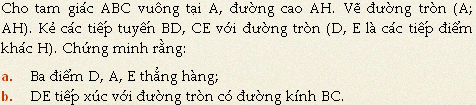 Cho tam giác ABC vuông tại A, đường cao AH. Vẽ đường tròn (A;
AH). Kẻ các tiếp tuyến BD, CE với đường tròn (D, E là các tiếp điểm
khác H). Chứng minh rằng:
a. Ba điểm D, A, E thẳng hàng;
b. DE tiếp xúc với đường tròn có đường kính BC.